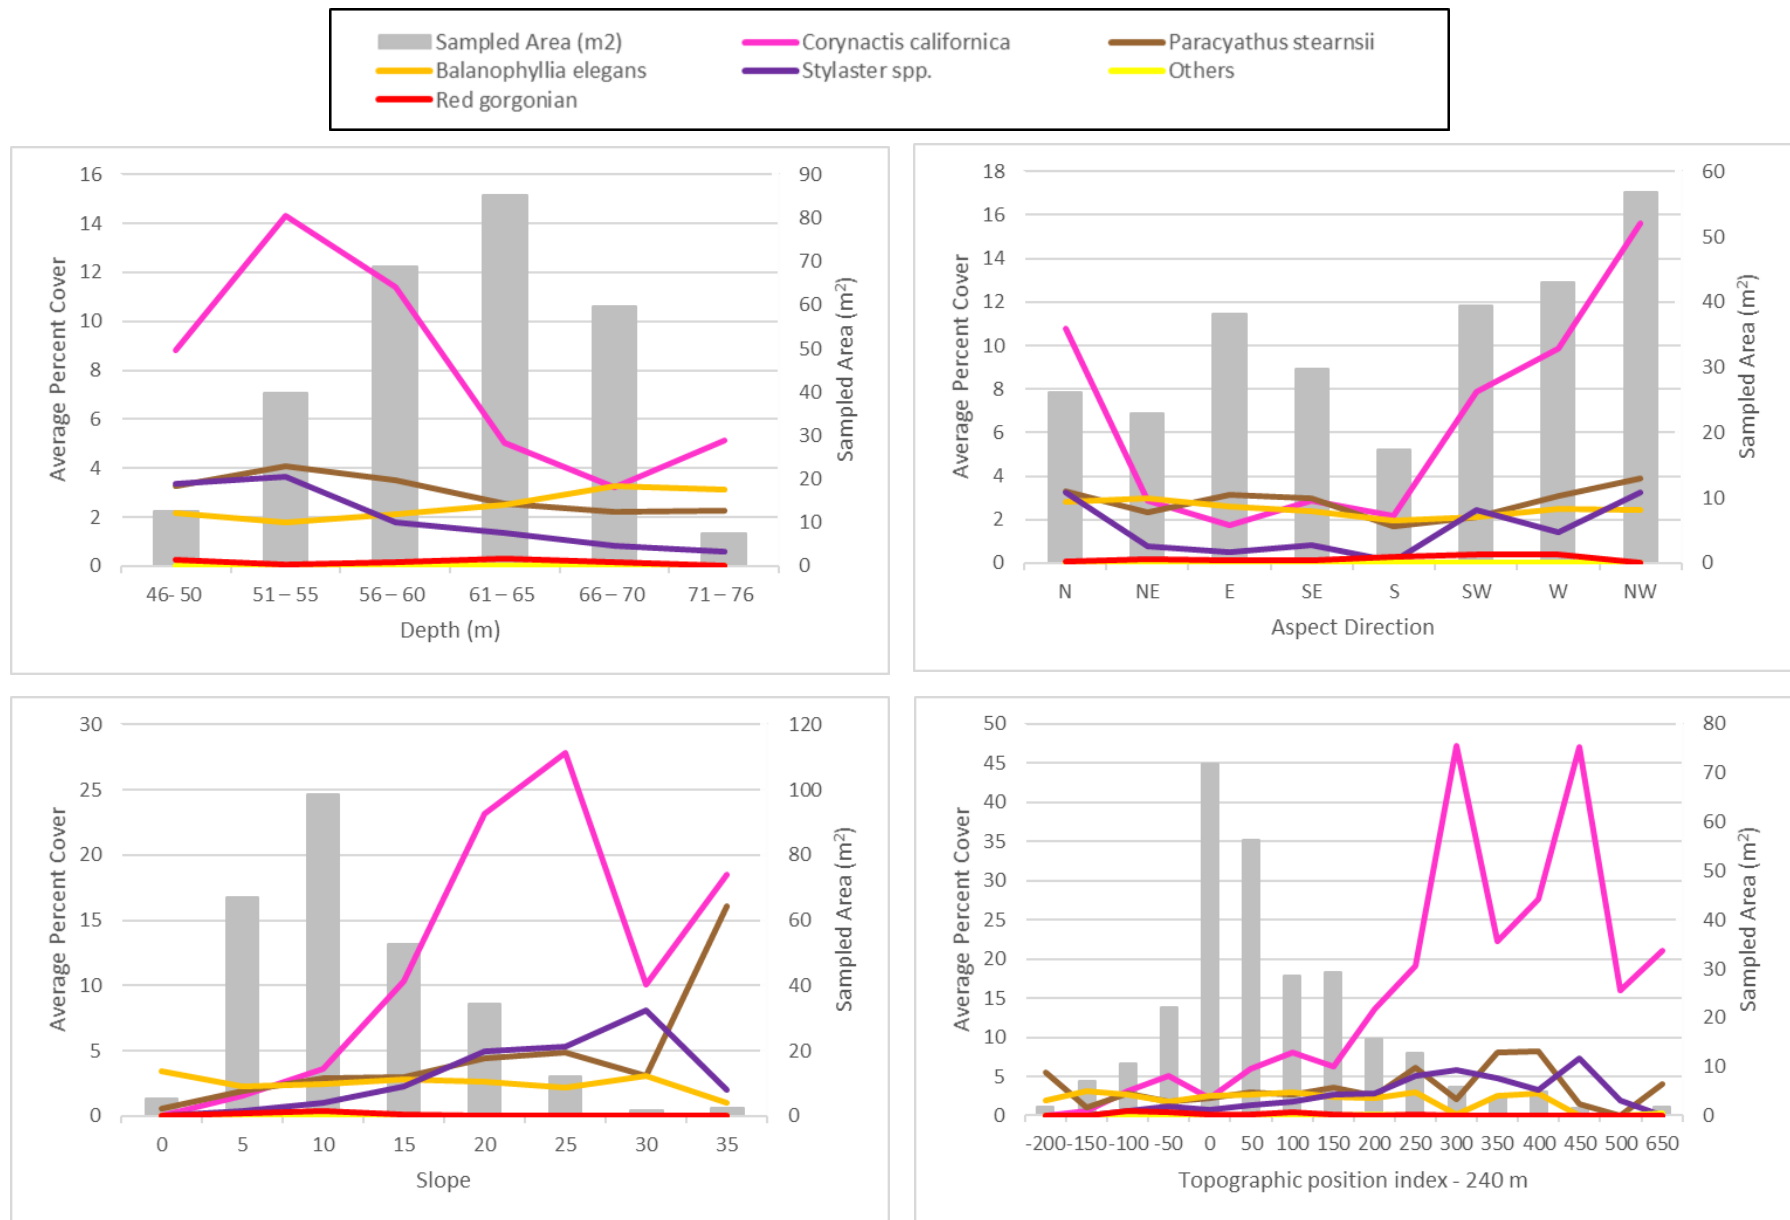 Sampled Area (m2) Corynactis californica Paracyathus stearnsii
Balanophyllia elegans Stylaster spp. Others
Red gorgonian
16 90
14 80
12 70
10 60
8 50
6 40
4 30
2 20
0 10
0
Average Percent Cover
Sampled Area (m²)
46- 50 51 – 55 56 – 60 61 – 65 66 – 70 71 – 76
Depth (m)
18 60
16 50
14 40
12 30
10 20
8 10
6 0
4
2
0
Average Percent Cover
Sampled Area (m²)
N NE E SE S SW W NW
Aspect Direction
30 120
25 100
20 80
15 60
10 40
5 20
0 0
Average Percent Cover
Sampled Area (m²)
0 5 10 15 20 25 30 35
Slope
50 80
45 70
40 60
35 50
30 40
25 30
20 20
15 10
10 0
5
0
Average Percent Cover
Sampled Area (m²)
-200 -150 -100 -50 0 50 100 150 200 250 300 350 400 450 500 650
Topographic position index - 240 m